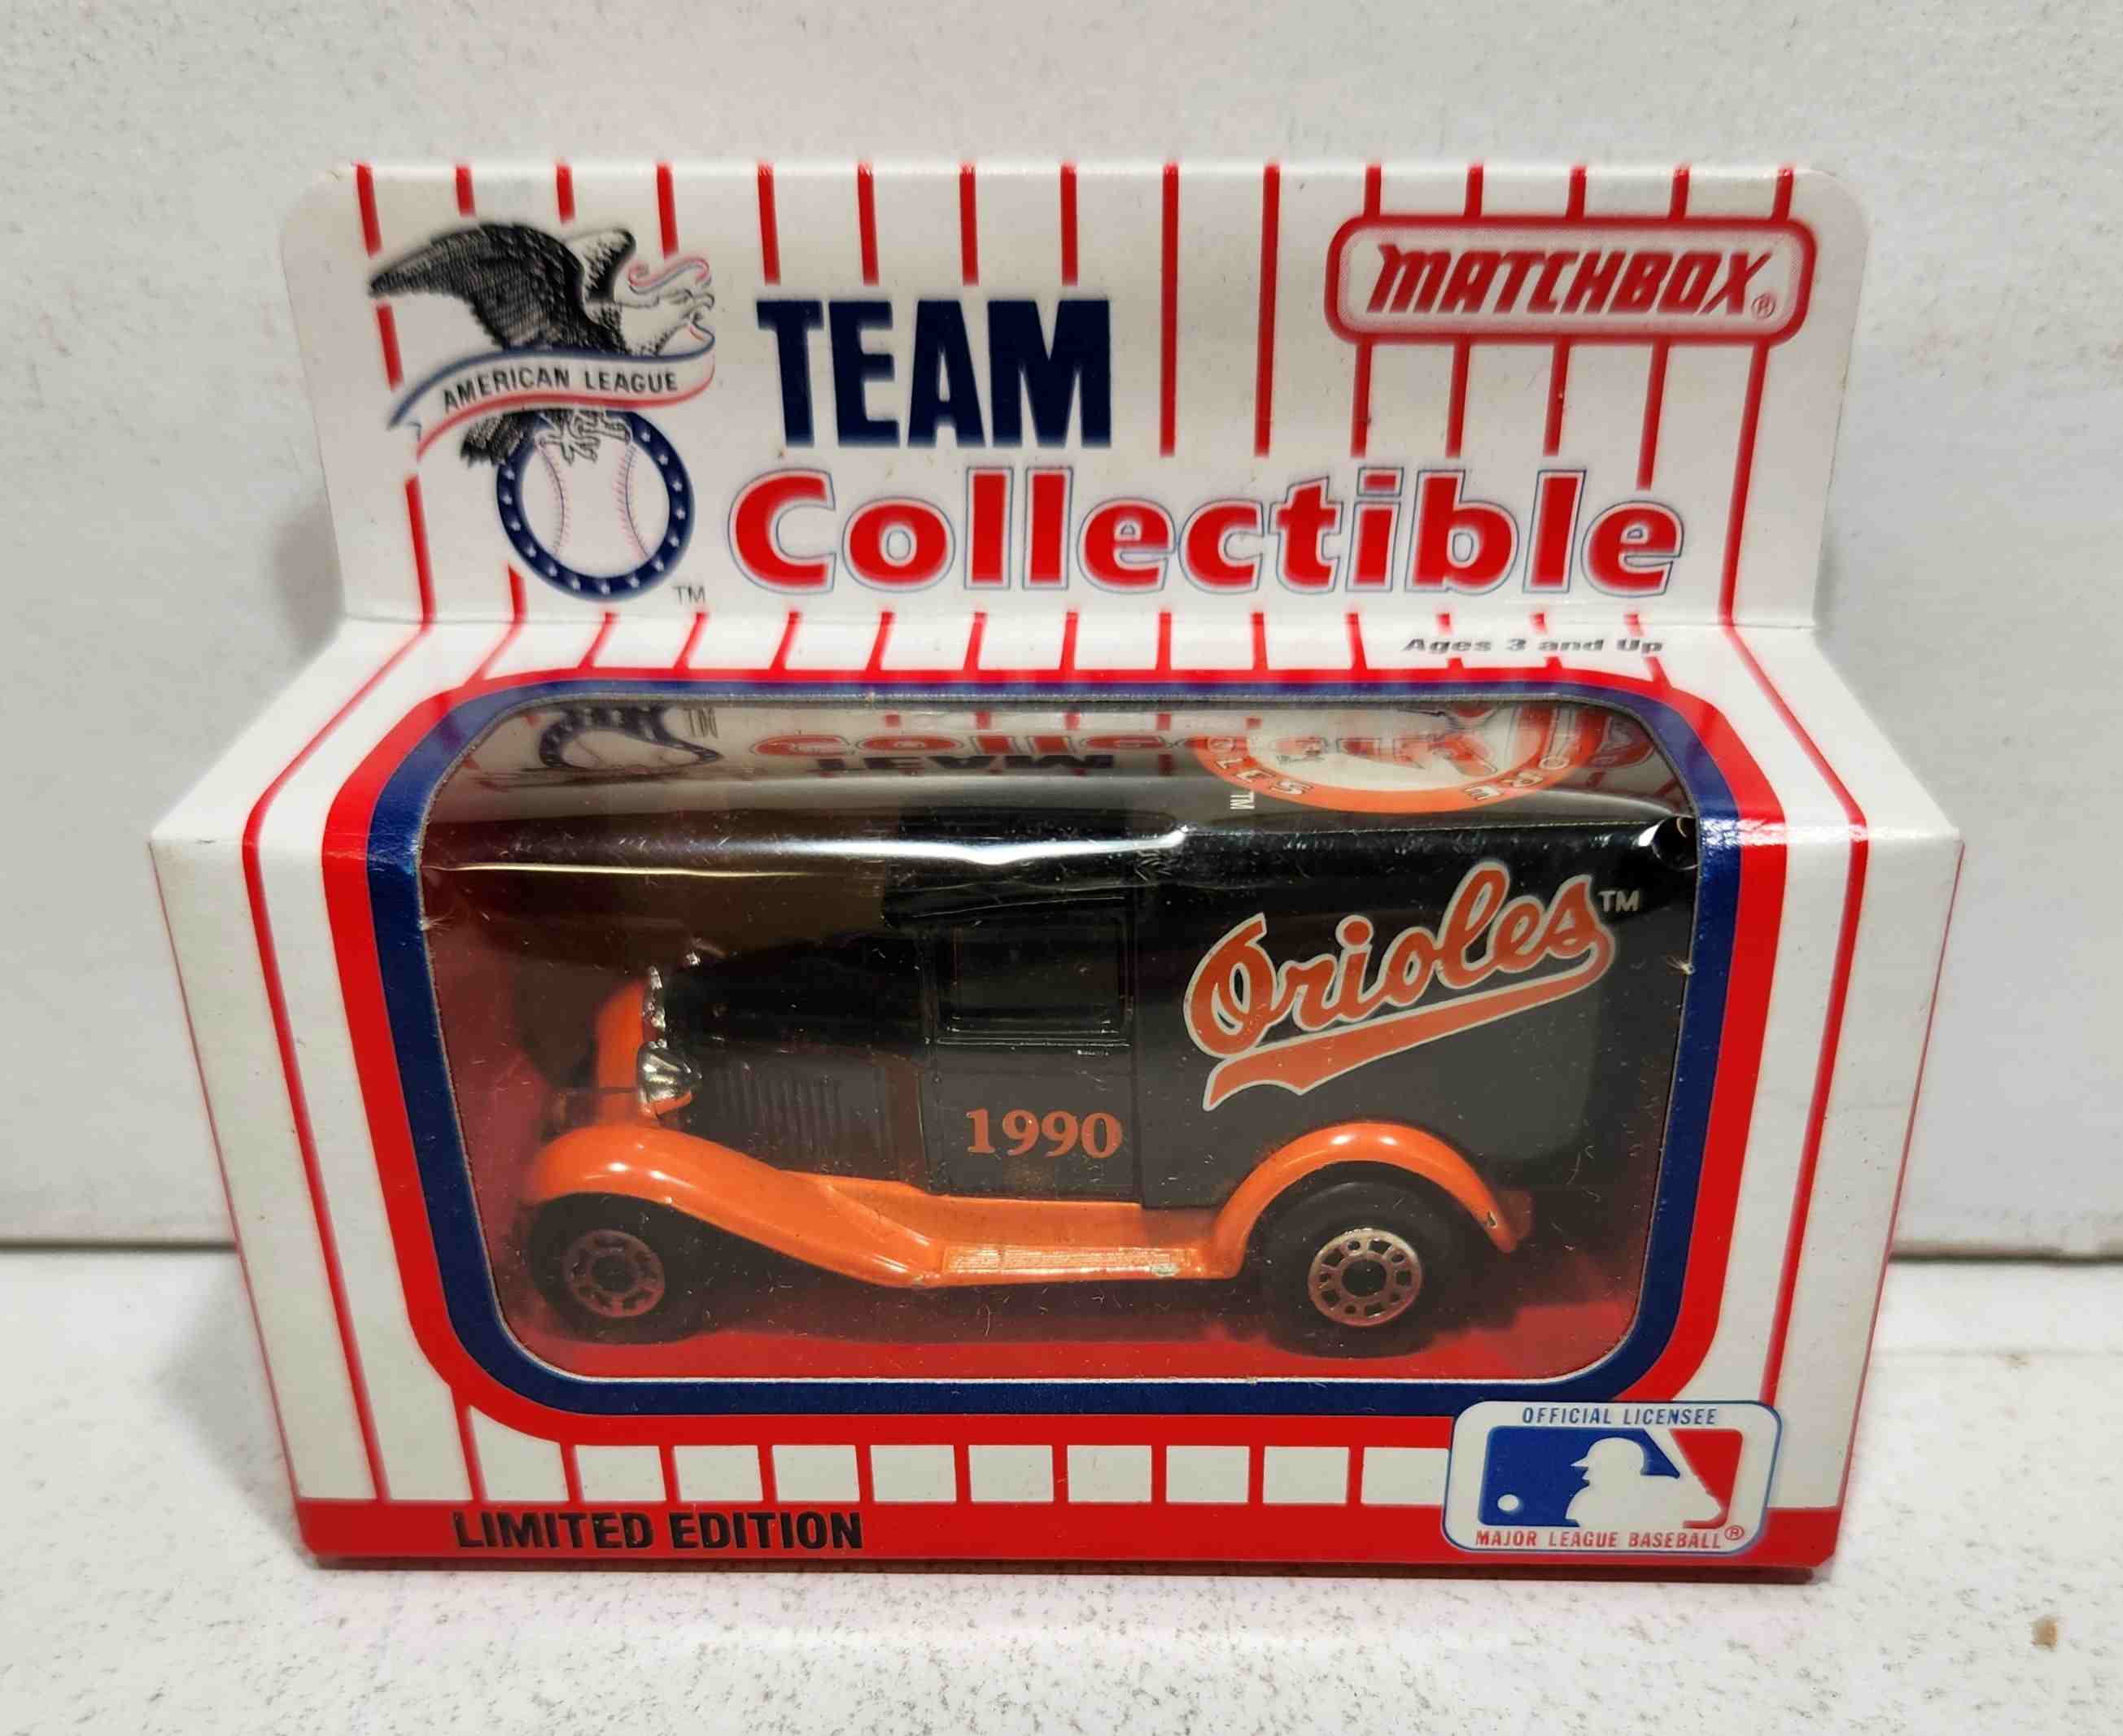 AMERICAN LEAGUE
TM
TEAM
Collectible
MATCHBOX®
Ages 3 and Up
TM
Orioles™
1990
LIMITED EDITION
OFFICIAL LICENSEE
MAJOR LEAGUE BASEBALL®